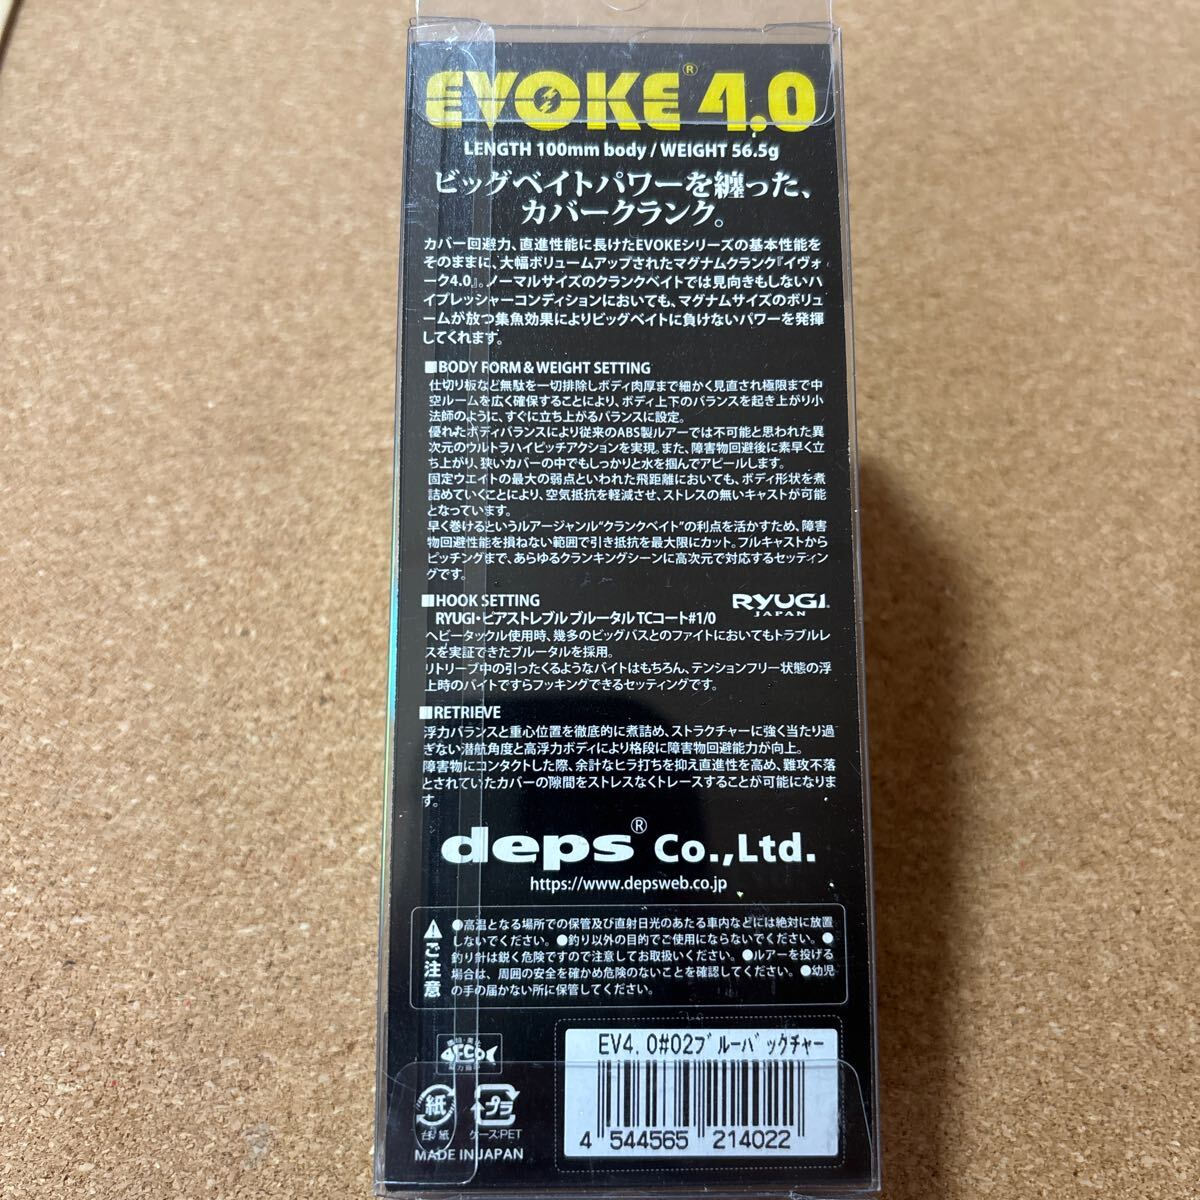 EVOKE® 4.0
LENGTH 100mm body / WEIGHT 56.5g
ビッグベイトパワーを纏った、
カバークランク。
カバー回避力、直進性能に長けたEVOKEシリーズの基本性能を
そのままに、大幅ボリュームアップされたマグナムクランク『イヴォ
ーク4.0』。ノーマルサイズのクランクベイトでは見向きもしないハ
イプレッシャーコンディションにおいても、マグナムサイズのボリュ
ームが放つ集魚効果によりビッグベイトに負けないパワーを発揮
してくれます。
■BODY FORM & WEIGHT SETTING
仕切り板など無駄を一切排除しボディ肉厚まで細かく見直され極限まで中
空ルームを広く確保することにより、ボディ上下のバランスを起き上がり小
法師のように、すぐに立ち上がるバランスに設定。
優れたボディバランスにより従来のABS製ルアーでは不可能と思われた異
次元のウルトラハイピッチアクションを実現。また、障害物回避後に素早く立
ち上がり、狭いカバーの中でもしっかりと水を掴んでアピールします。
固定ウエイトの最大の弱点といわれた飛距離においても、ボディ形状を煮
詰めていくことにより、空気抵抗を軽減させ、ストレスの無いキャストが可能
となっています。
早く巻けるというルアージャンル"クランクベイト"の利点を活かすため、障害
物回避性能を損ねない範囲で引き抵抗を最大限にカット。フルキャストから
ピッチングまで、あらゆるクランキングシーンに高次元で対応するセッティン
グです。
■HOOK SETTING
RYUGI JAPAN
RYUGI・ピアストレブル ブルータル TCコート#1/0
ヘビータックル使用時、幾多のビッグバスとのファイトにおいてもトラブルレ
スを実証できたブルータルを採用。
リトリーブ中の引ったくるようなバイトはもちろん、テンションフリー状態の浮
上時のバイトですらフッキングできるセッティングです。
■RETRIEVE
浮力バランスと重心位置を徹底的に煮詰め、ストラクチャーに強く当たり過
ぎない潜航角度と高浮力ボディにより格段に障害物回避能力が向上。
障害物にコンタクトした際、余計なヒラ打ちを抑え直進性を高め、難攻不落
とされていたカバーの隙間をストレスなくトレースすることが可能になりま
す。
deps® Co.,Ltd.
https://www.depsweb.co.jp
ご注意
●高温となる場所での保管及び直射日光のあたる車内などには絶対に放置
しないでください。●釣り以外の目的でご使用にならないでください。●
釣り針は鋭く危険ですので注意してお取扱いください。●ルアーを投げる
場合は、周囲の安全を確かめ危険のないことを確認してください。●幼児
の手の届かない所に保管してください。
ECO
紙
台紙
プラ
ケース:PET
MADE IN JAPAN
EV4.0#02ブルーバックチャー
4 544565 214022